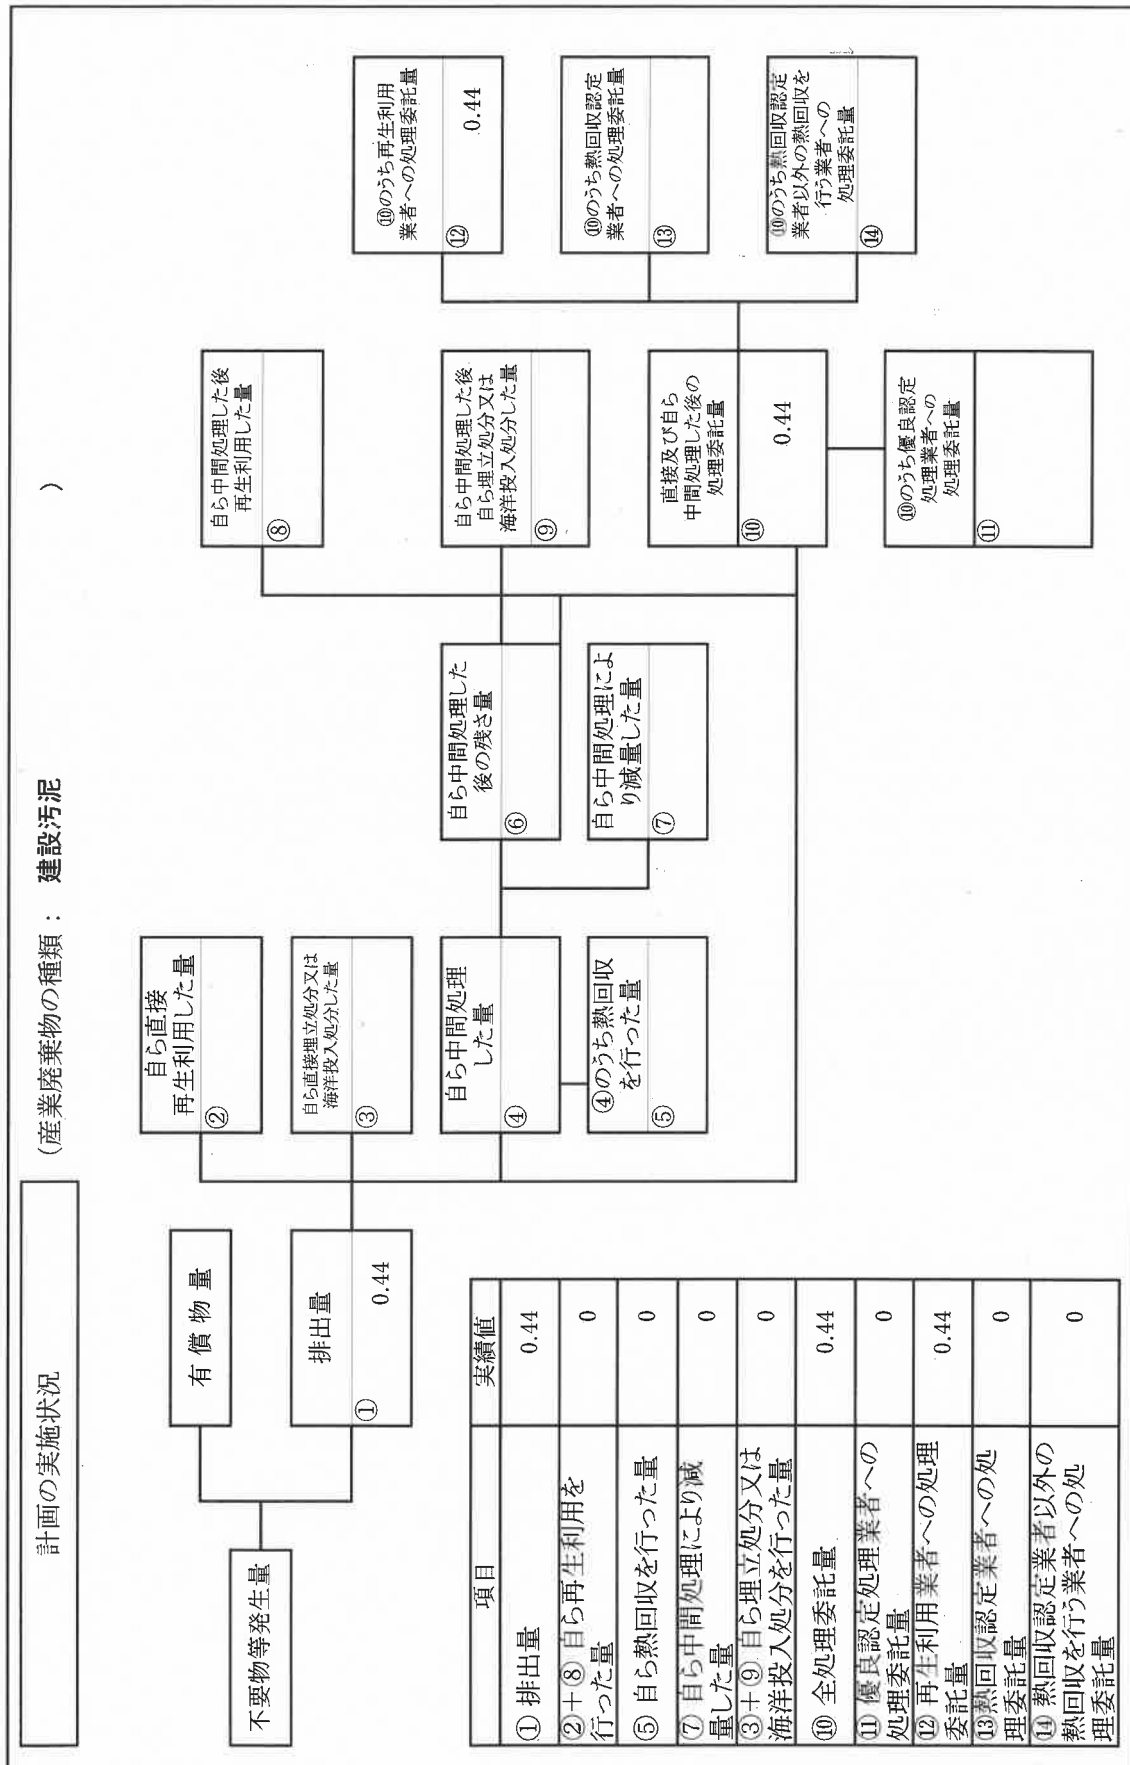 計画の実施状況
(産業廃棄物の種類： 建設汚泥 )
不要物等発生量
有償物量
排出量
①
0.44
自ら直接
再生利用した量
②
自ら直接埋立処分又は
海洋投入処分した量
③
自ら中間処理
した量
④
④のうち熱回収
を行った量
⑤
自ら中間処理した
後の残さ量
⑥
自ら中間処理によ
り減量した量
⑦
自ら中間処理した後
再生利用した量
⑧
自ら中間処理した後
自ら埋立処分又は
海洋投入処分した量
⑨
直接及び自ら
中間処理した後の
処理委託量
⑩
0.44
⑩のうち優良認定
処理業者への
処理委託量
⑪
⑩のうち再生利用
業者への処理委託量
⑫
0.44
⑩のうち熱回収認定
業者への処理委託量
⑬
⑩のうち熱回収認定
業者以外の熱回収を
行う業者への
処理委託量
⑭
項目 実績値
①排出量 0.44
②+⑧自ら再生利用を
行った量 0
⑤自ら熱回収を行った量 0
⑦自ら中間処理により減
量した量 0
③+⑨自ら埋立処分又は
海洋投入処分を行った量 0
⑩全処理委託量 0.44
⑪優良認定処理業者への
処理委託量 0
⑫再生利用業者への処理
委託量 0.44
⑬熱回収認定業者への処
理委託量 0
⑭熱回収認定業者以外の
熱回収を行う業者への処
理委託量 0